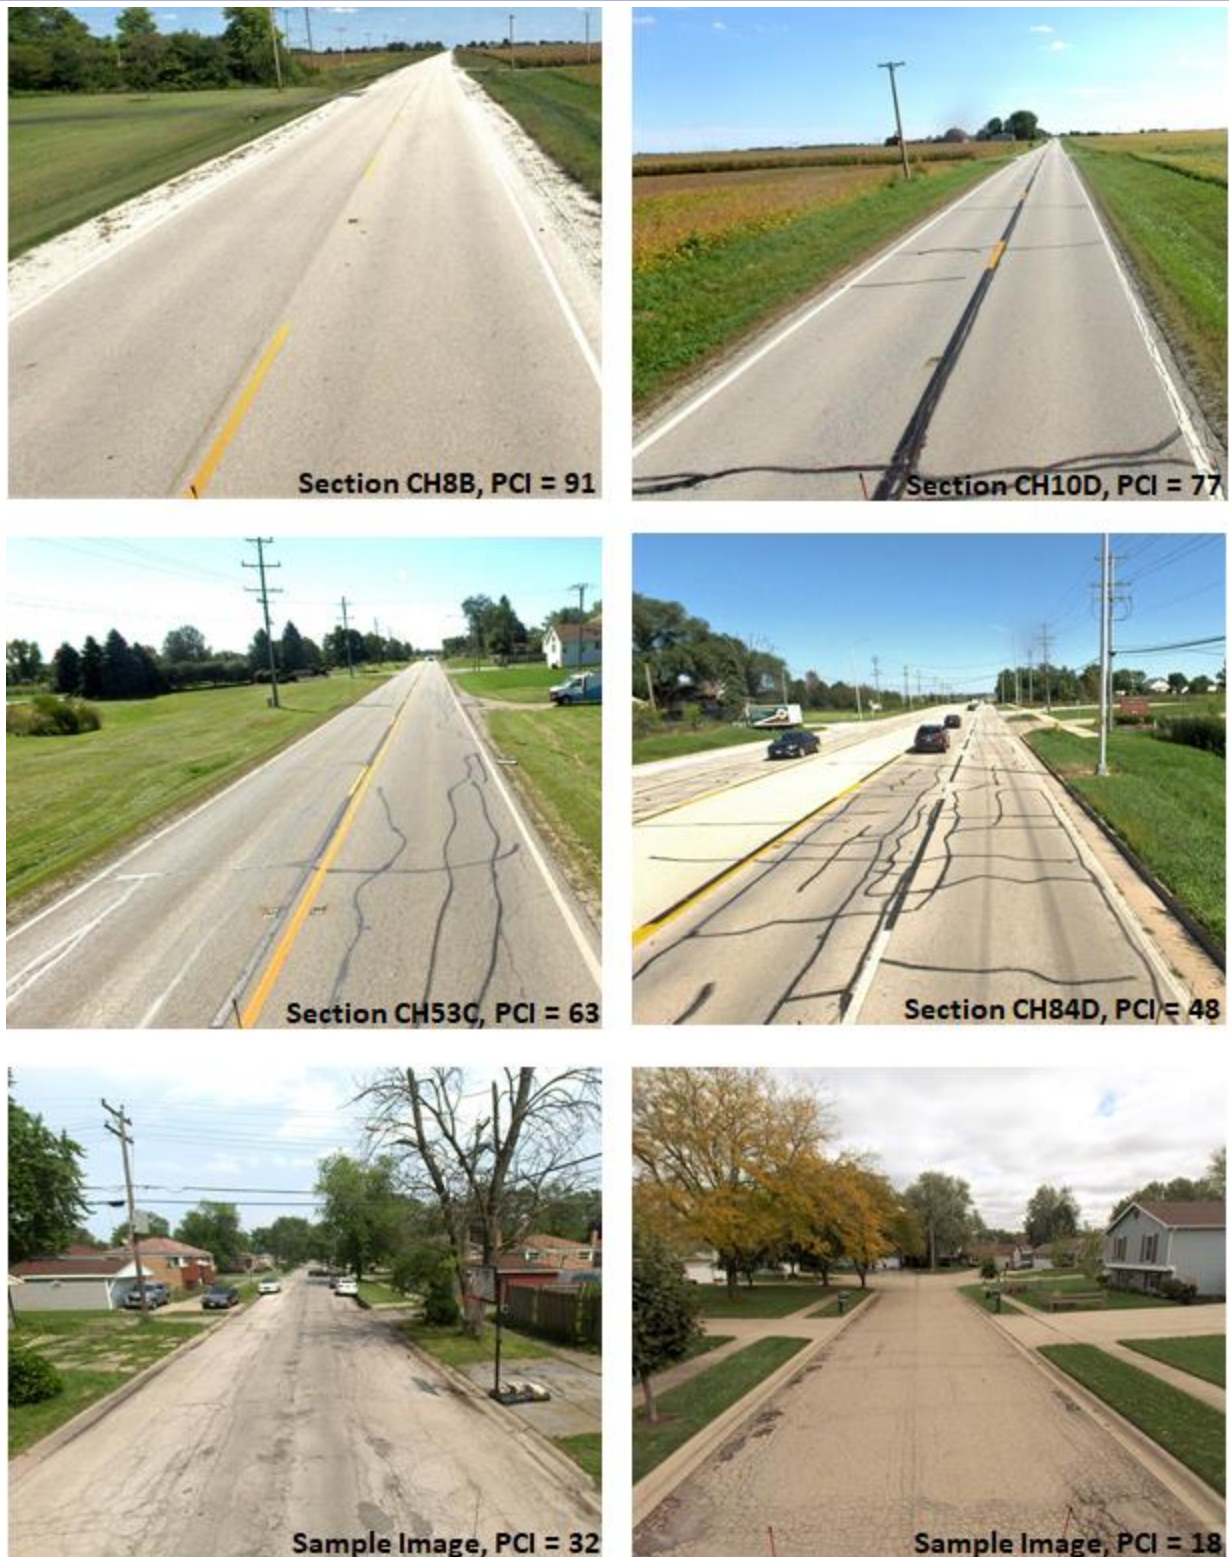 Section CH8B, PCI = 91
Section CH10D, PCI = 77
Section CH53C, PCI = 63
Section CH84D, PCI = 48
Sample Image, PCI = 32
Sample Image, PCI = 18